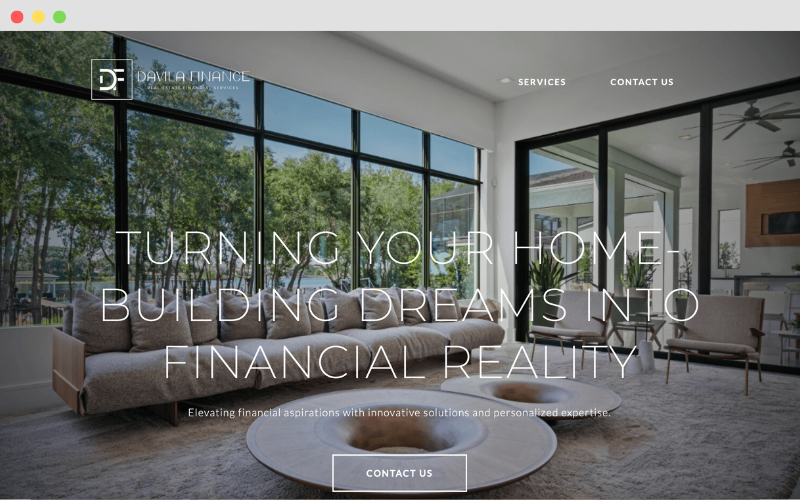 DF
DAVILA FINANCE
REAL ESTATE FINANCIAL SERVICES
SERVICES
CONTACT US
TURNING YOUR HOME-
BUILDING DREAMS INTO
FINANCIAL REALITY
Elevating financial aspirations with innovative solutions and personalized expertise.
CONTACT US